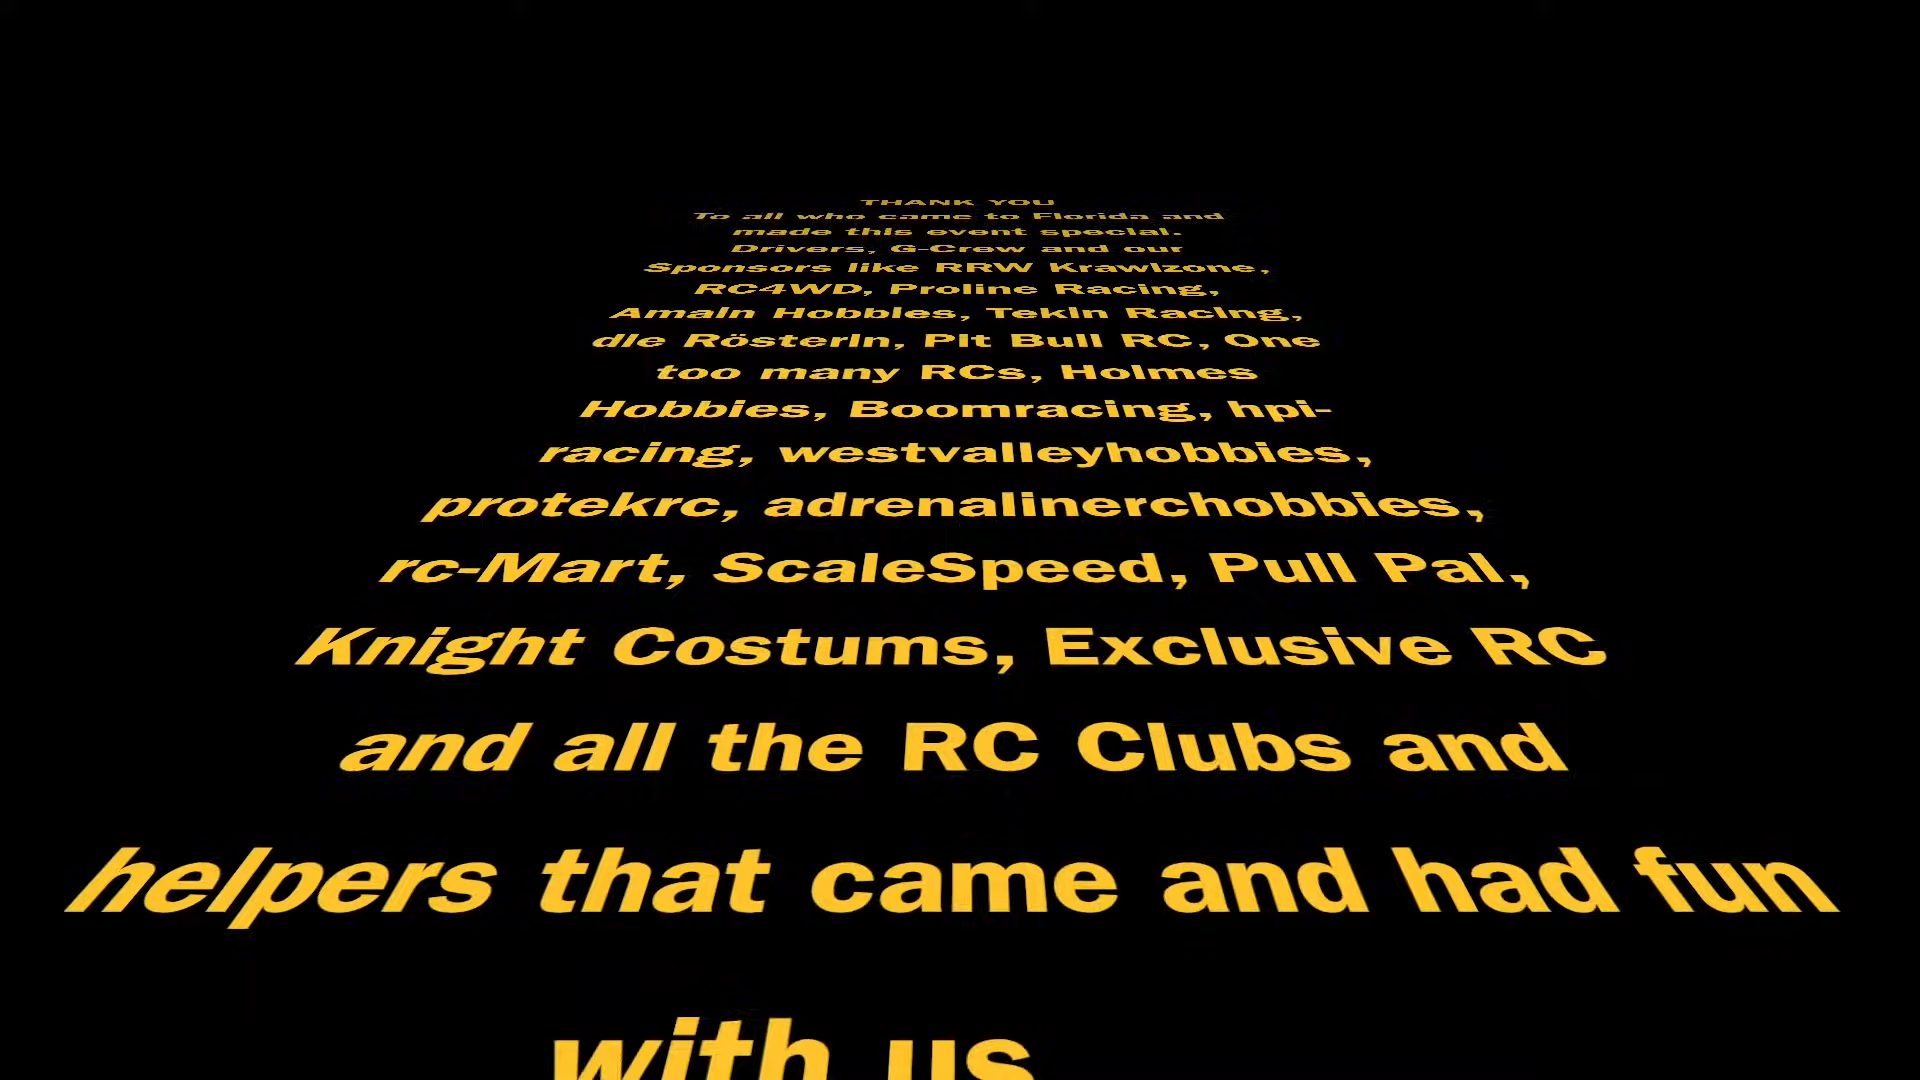 THANK YOU
To all who came to Florida and
made this event special.
Drivers, G-Crew and our
Sponsors like RRW Krawlzone,
RC4WD, Proline Racing,
Amain Hobbies, Tekin Racing,
die Rösterin, Pit Bull RC, One
too many RCs, Holmes
Hobbies, Boomracing, hpi-
racing, westvalleyhobbies,
protekrc, adrenalinerchobbies,
rc-Mart, ScaleSpeed, Pull Pal,
Knight Costums, Exclusive RC
and all the RC Clubs and
helpers that came and had fun
with us